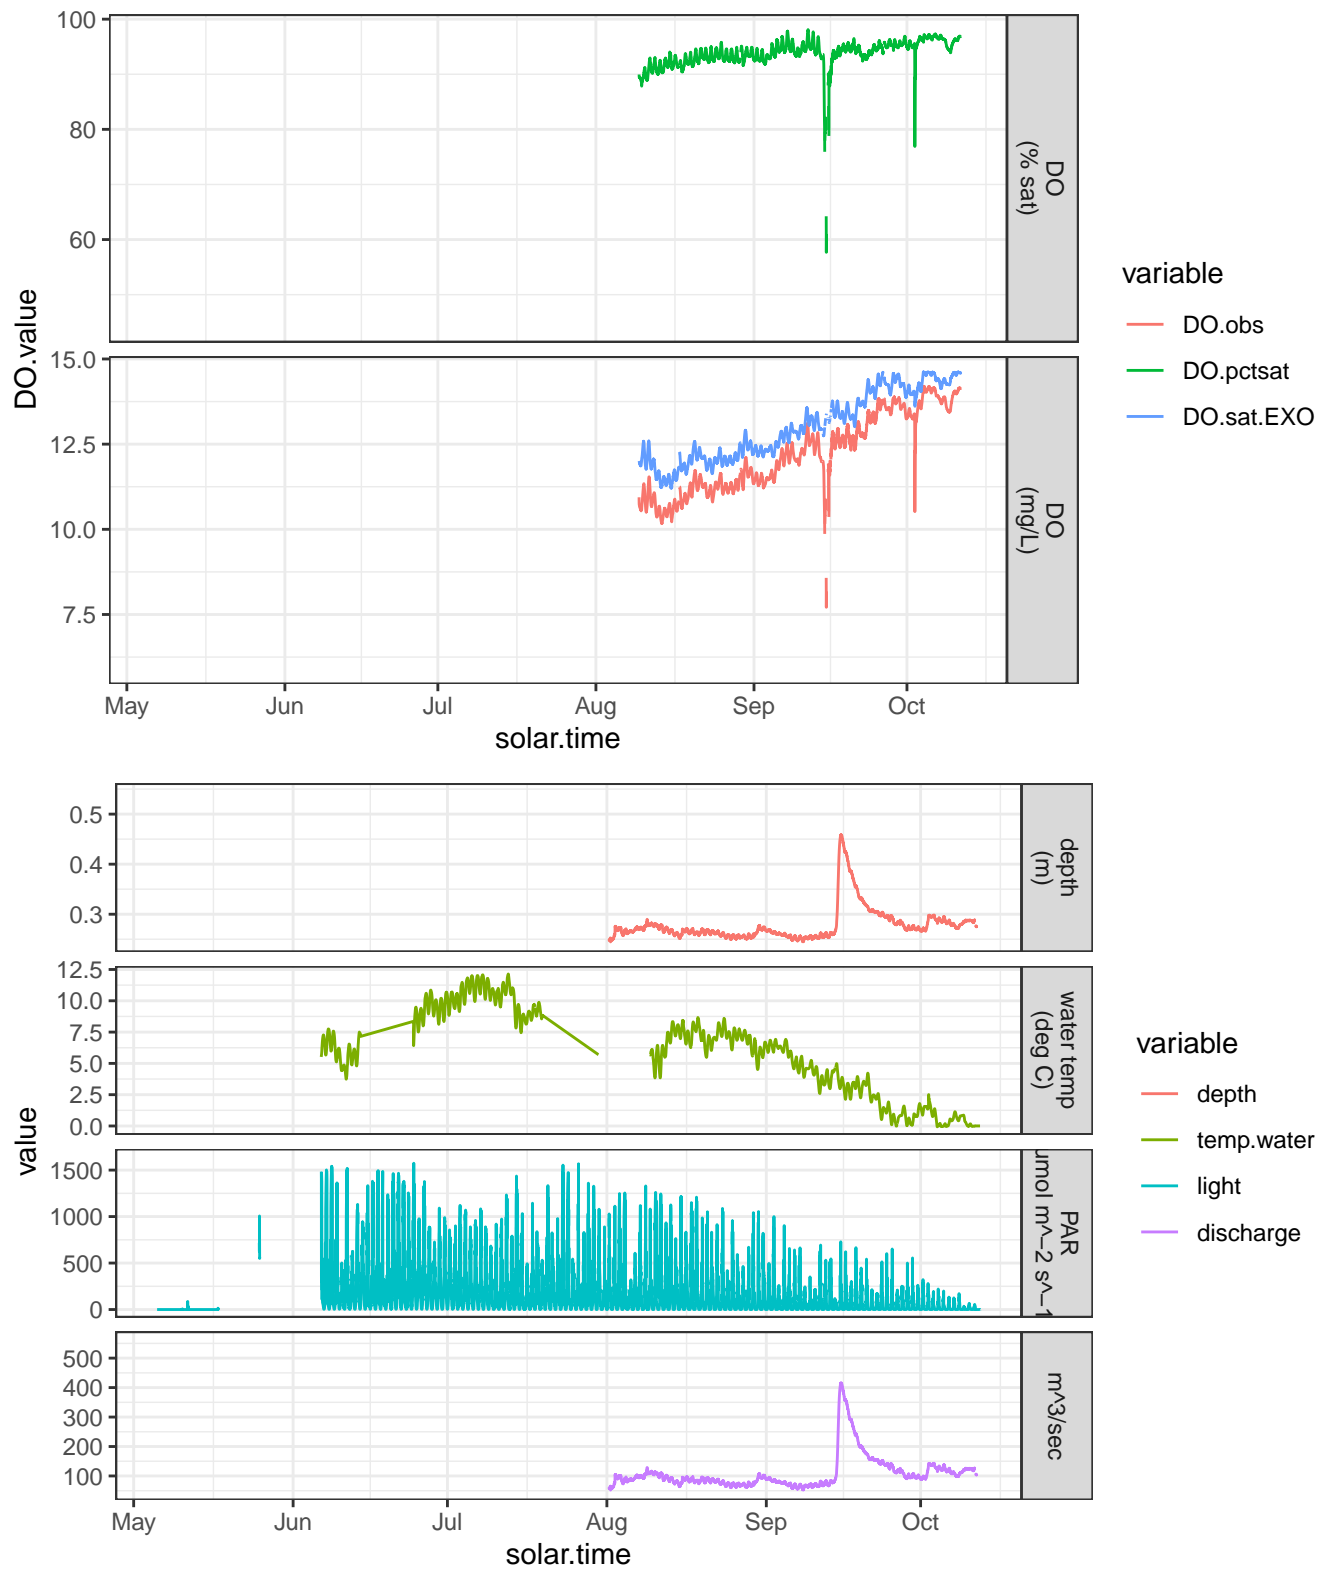 100
80
60
DO
(% sat)
15.0
12.5
10.0
7.5
DO
(mg/L)
DO.value
May Jun Jul Aug Sep Oct
solar.time
variable
DO.obs
DO.pctsat
DO.sat.EXO
0.5
0.4
0.3
depth
(m)
12.5
10.0
7.5
5.0
2.5
0.0
water temp
(deg C)
1500
1000
500
0
PAR
umol m^−2 s^−1
500
400
300
200
100
m^3/sec
value
May Jun Jul Aug Sep Oct
solar.time
variable
depth
temp.water
light
discharge